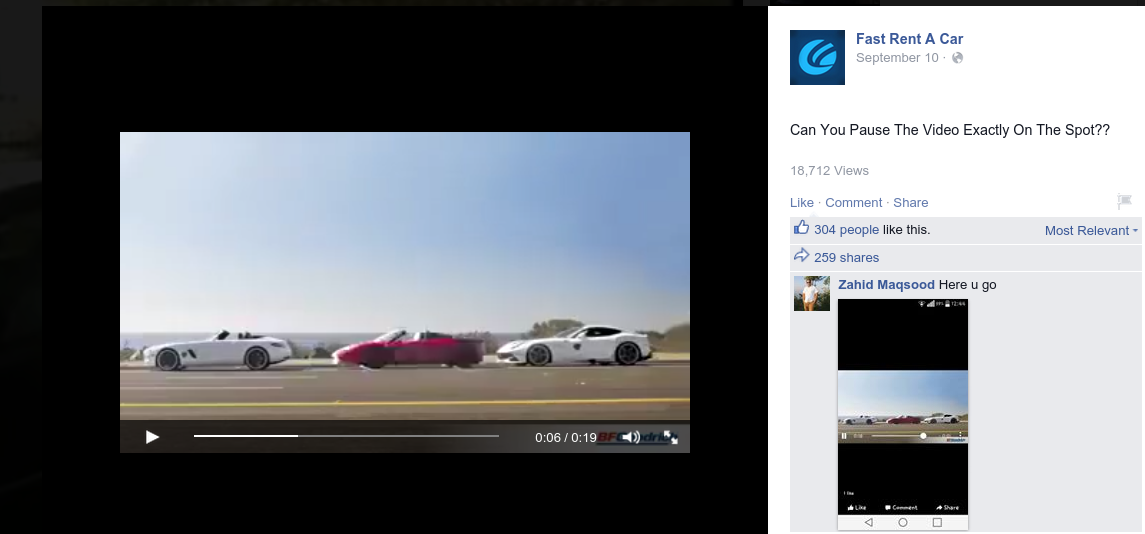 Fast Rent A Car
September 10 ·
Can You Pause The Video Exactly On The Spot??
18,712 Views
Like · Comment · Share
304 people like this.
Most Relevant
259 shares
Zahid Maqsood Here u go
0:06 / 0:19
BFGoodrich
1 like
Like Comment Share